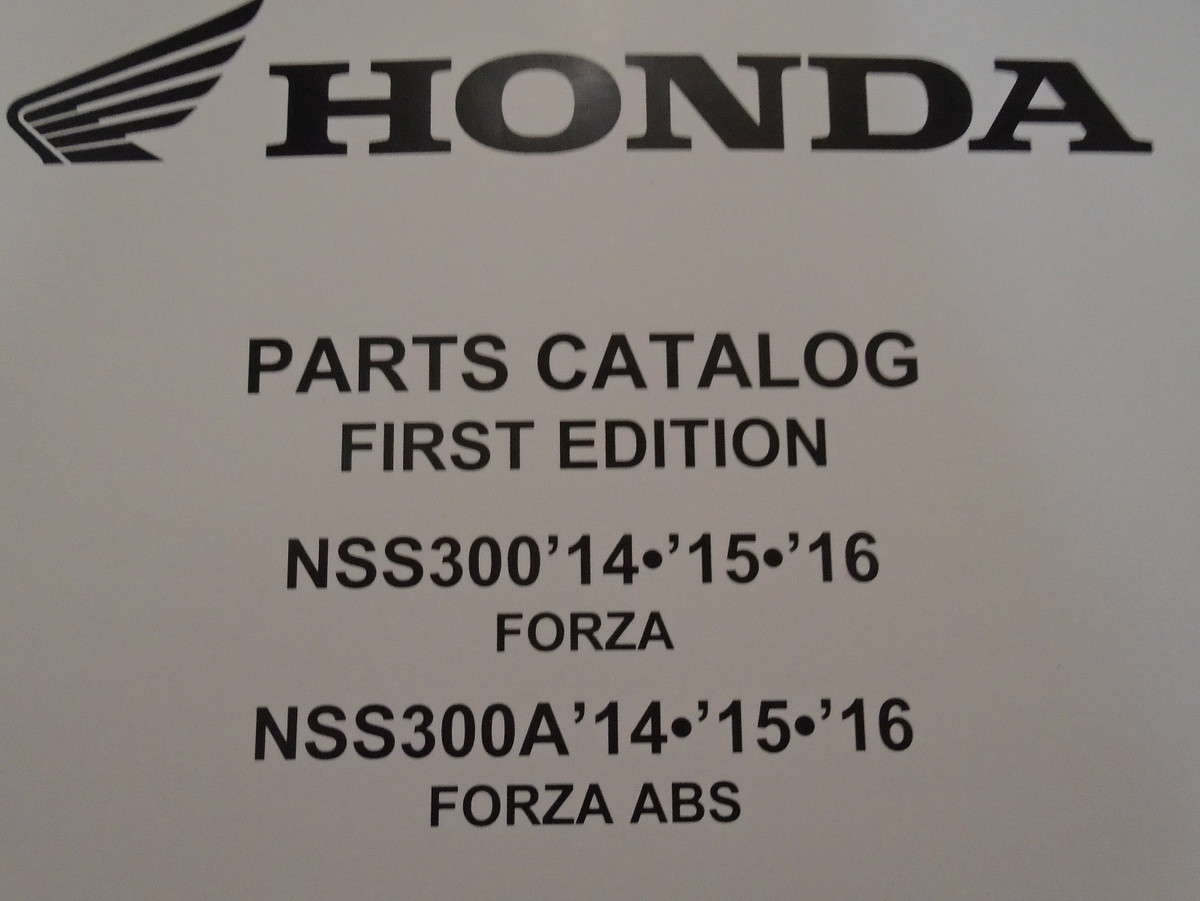 HONDA
PARTS CATALOG
FIRST EDITION
NSS300’14•’15•’16
FORZA
NSS300A’14•’15•’16
FORZA ABS